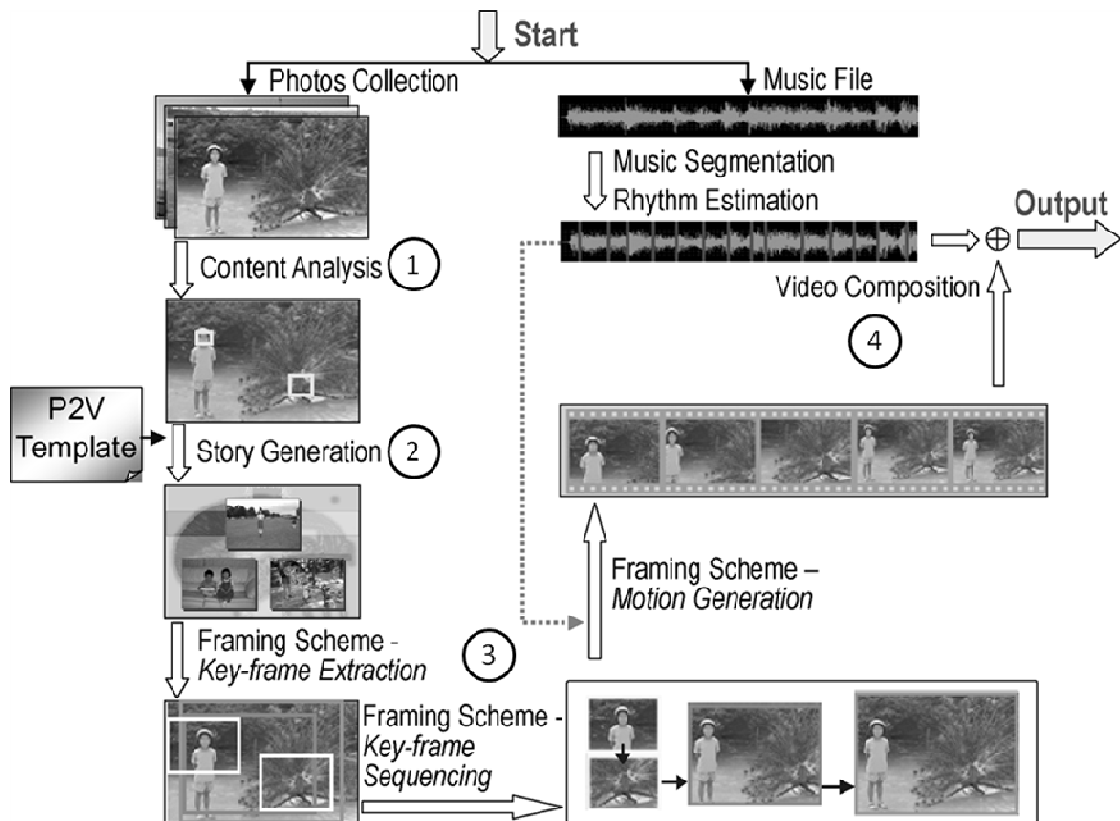 Start
Photos Collection
Music File
Music Segmentation
Rhythm Estimation
Output
Content Analysis
1
Video Composition
4
P2V
Template
Story Generation
2
Framing Scheme –
Motion Generation
Framing Scheme -
Key-frame Extraction
3
Framing Scheme -
Key-frame
Sequencing